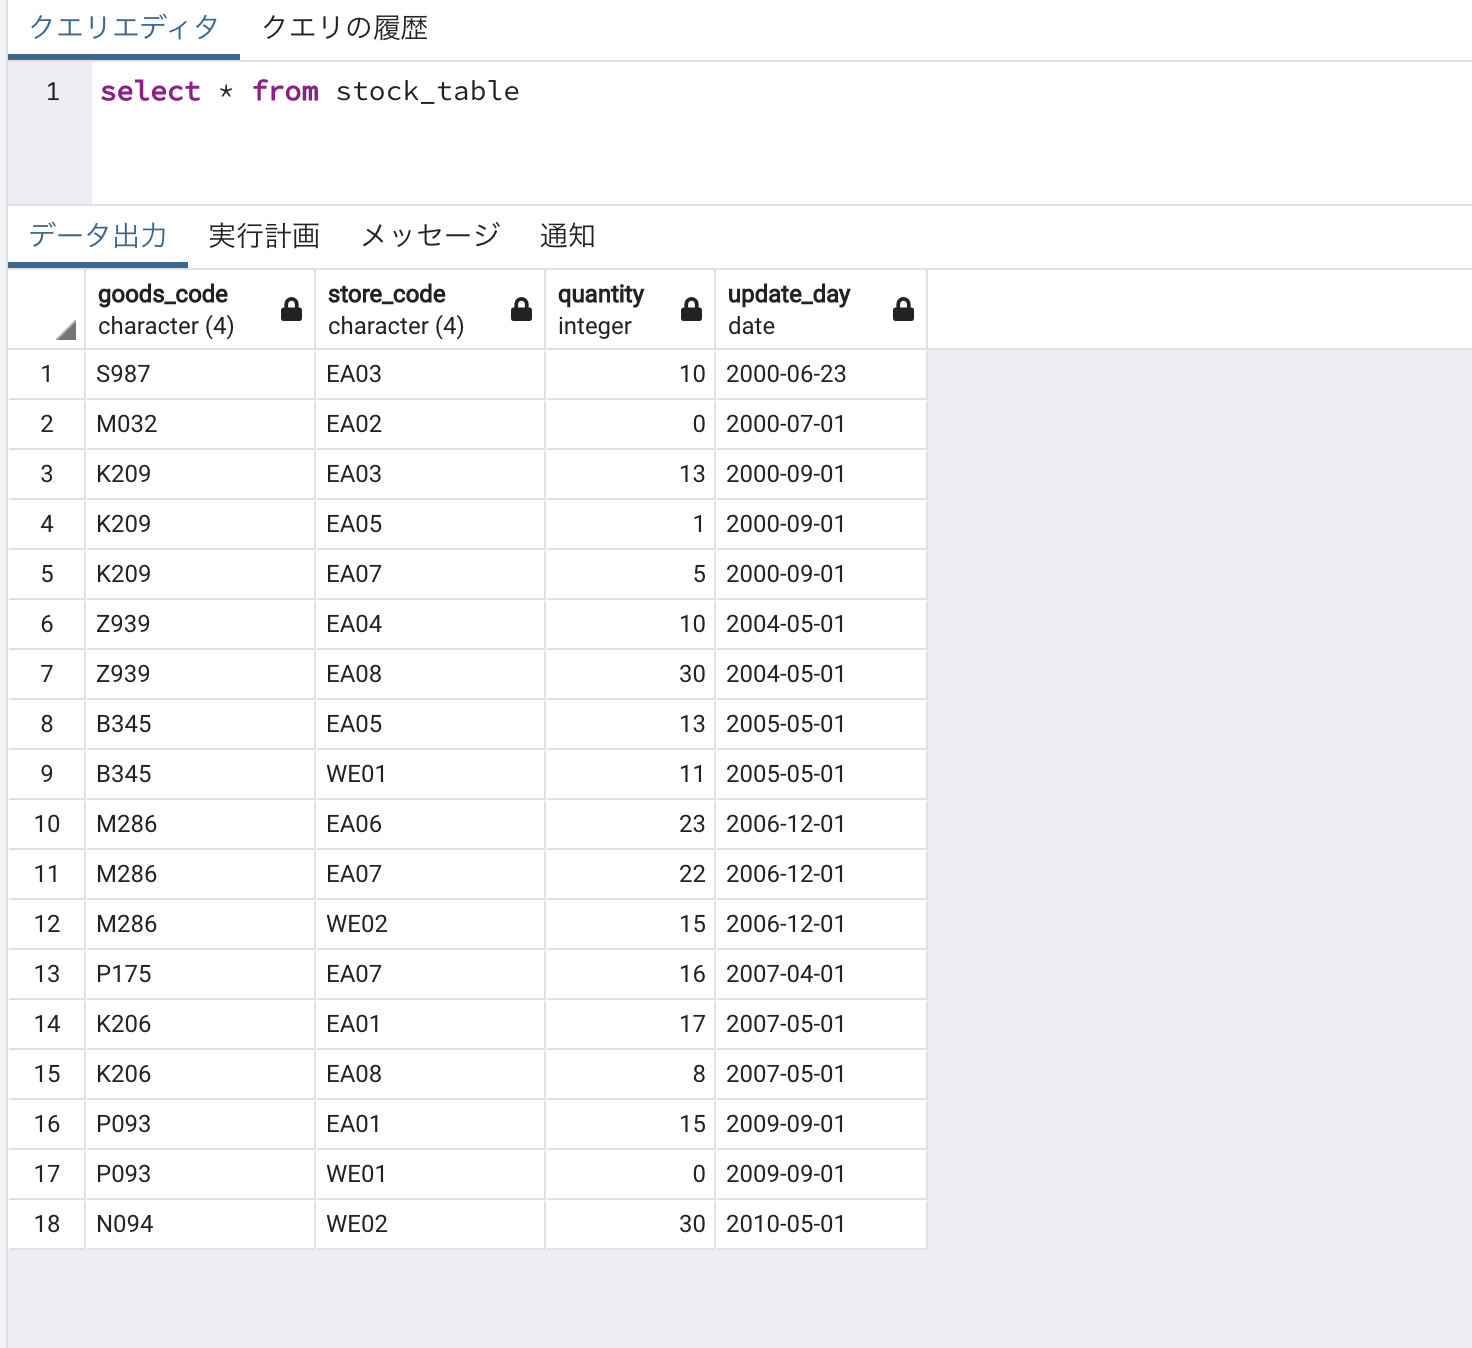 クエリエディタ クエリの履歴
1 select * from stock_table
データ出力 実行計画 メッセージ 通知
goods_code store_code quantity update_day
character (4) character (4) integer date
1 S987 EA03 10 2000-06-23
2 M032 EA02 0 2000-07-01
3 K209 EA03 13 2000-09-01
4 K209 EA05 1 2000-09-01
5 K209 EA07 5 2000-09-01
6 Z939 EA04 10 2004-05-01
7 Z939 EA08 30 2004-05-01
8 B345 EA05 13 2005-05-01
9 B345 WE01 11 2005-05-01
10 M286 EA06 23 2006-12-01
11 M286 EA07 22 2006-12-01
12 M286 WE02 15 2006-12-01
13 P175 EA07 16 2007-04-01
14 K206 EA01 17 2007-05-01
15 K206 EA08 8 2007-05-01
16 P093 EA01 15 2009-09-01
17 P093 WE01 0 2009-09-01
18 N094 WE02 30 2010-05-01